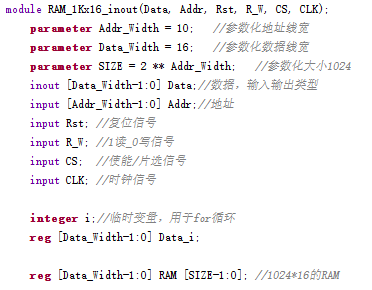 module RAM_1Kx16_inout(Data, Addr, Rst, R_W, CS, CLK);
parameter Addr_Width = 10; //参数化地址线宽
parameter Data_Width = 16; //参数化数据线宽
parameter SIZE = 2 ** Addr_Width; //参数化大小1024
inout [Data_Width-1:0] Data;//数据，输入输出类型
input [Addr_Width-1:0] Addr;//地址
input Rst; //复位信号
input R_W; //1读_0写信号
input CS; //使能/片选信号
input CLK; //时钟信号
integer i;//临时变量，用于for循环
reg [Data_Width-1:0] Data_i;
reg [Data_Width-1:0] RAM [SIZE-1:0]; //1024*16的RAM